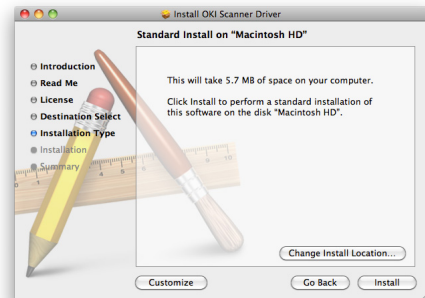 Install OKI Scanner Driver
Standard Install on "Macintosh HD"
Introduction
Read Me
License
Destination Select
Installation Type
Installation
Summary
This will take 5.7 MB of space on your computer.
Click Install to perform a standard installation of
this software on the disk "Macintosh HD".
Change Install Location...
Customize
Go Back
Install